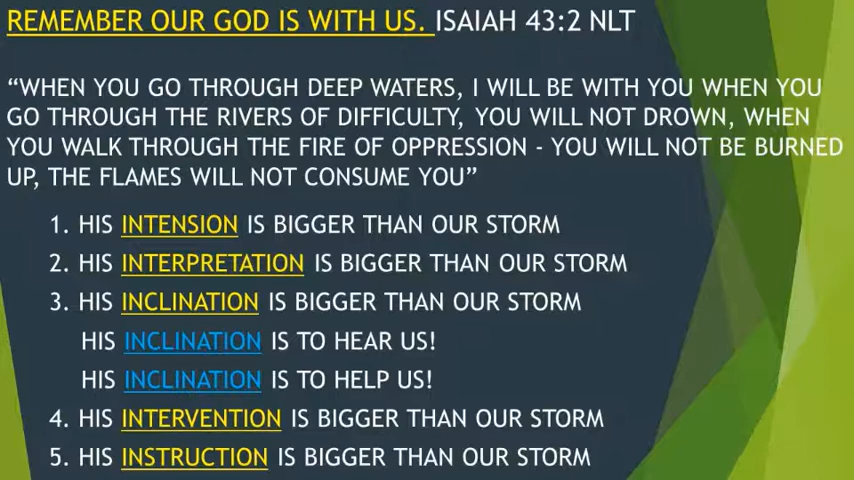 REMEMBER OUR GOD IS WITH US. ISAIAH 43:2 NLT
“WHEN YOU GO THROUGH DEEP WATERS, I WILL BE WITH YOU WHEN YOU
GO THROUGH THE RIVERS OF DIFFICULTY, YOU WILL NOT DROWN, WHEN
YOU WALK THROUGH THE FIRE OF OPPRESSION - YOU WILL NOT BE BURNED
UP, THE FLAMES WILL NOT CONSUME YOU”
1. HIS INTENSION IS BIGGER THAN OUR STORM
2. HIS INTERPRETATION IS BIGGER THAN OUR STORM
3. HIS INCLINATION IS BIGGER THAN OUR STORM
HIS INCLINATION IS TO HEAR US!
HIS INCLINATION IS TO HELP US!
4. HIS INTERVENTION IS BIGGER THAN OUR STORM
5. HIS INSTRUCTION IS BIGGER THAN OUR STORM